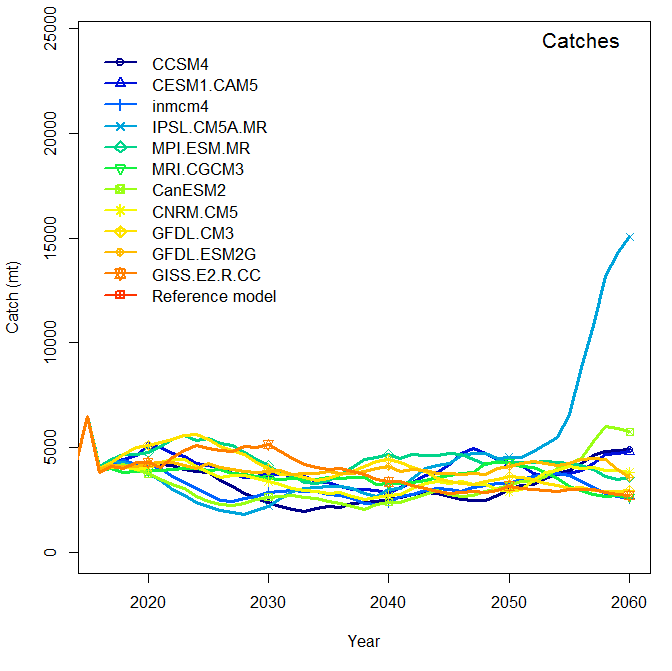 Catches
CCSM4
CESM1.CAM5
inmcm4
IPSL.CM5A.MR
MPI.ESM.MR
MRI.CGCM3
CanESM2
CNRM.CM5
GFDL.CM3
GFDL.ESM2G
GISS.E2.R.CC
Reference model
Catch (mt)
25000
20000
15000
10000
5000
0
2020 2030 2040 2050 2060
Year